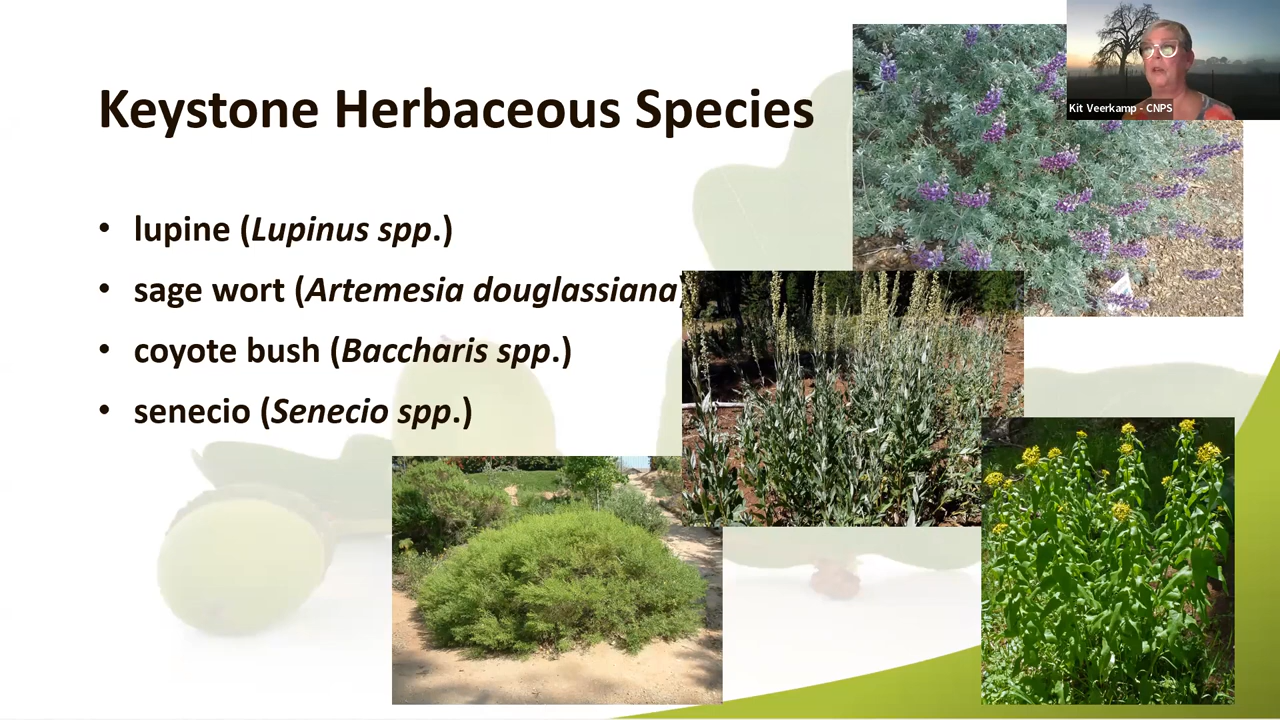 Keystone Herbaceous Species
• lupine (Lupinus spp.)
• sage wort (Artemesia douglassiana)
• coyote bush (Baccharis spp.)
• senecio (Senecio spp.)
Kit Veerkamp - CNPS